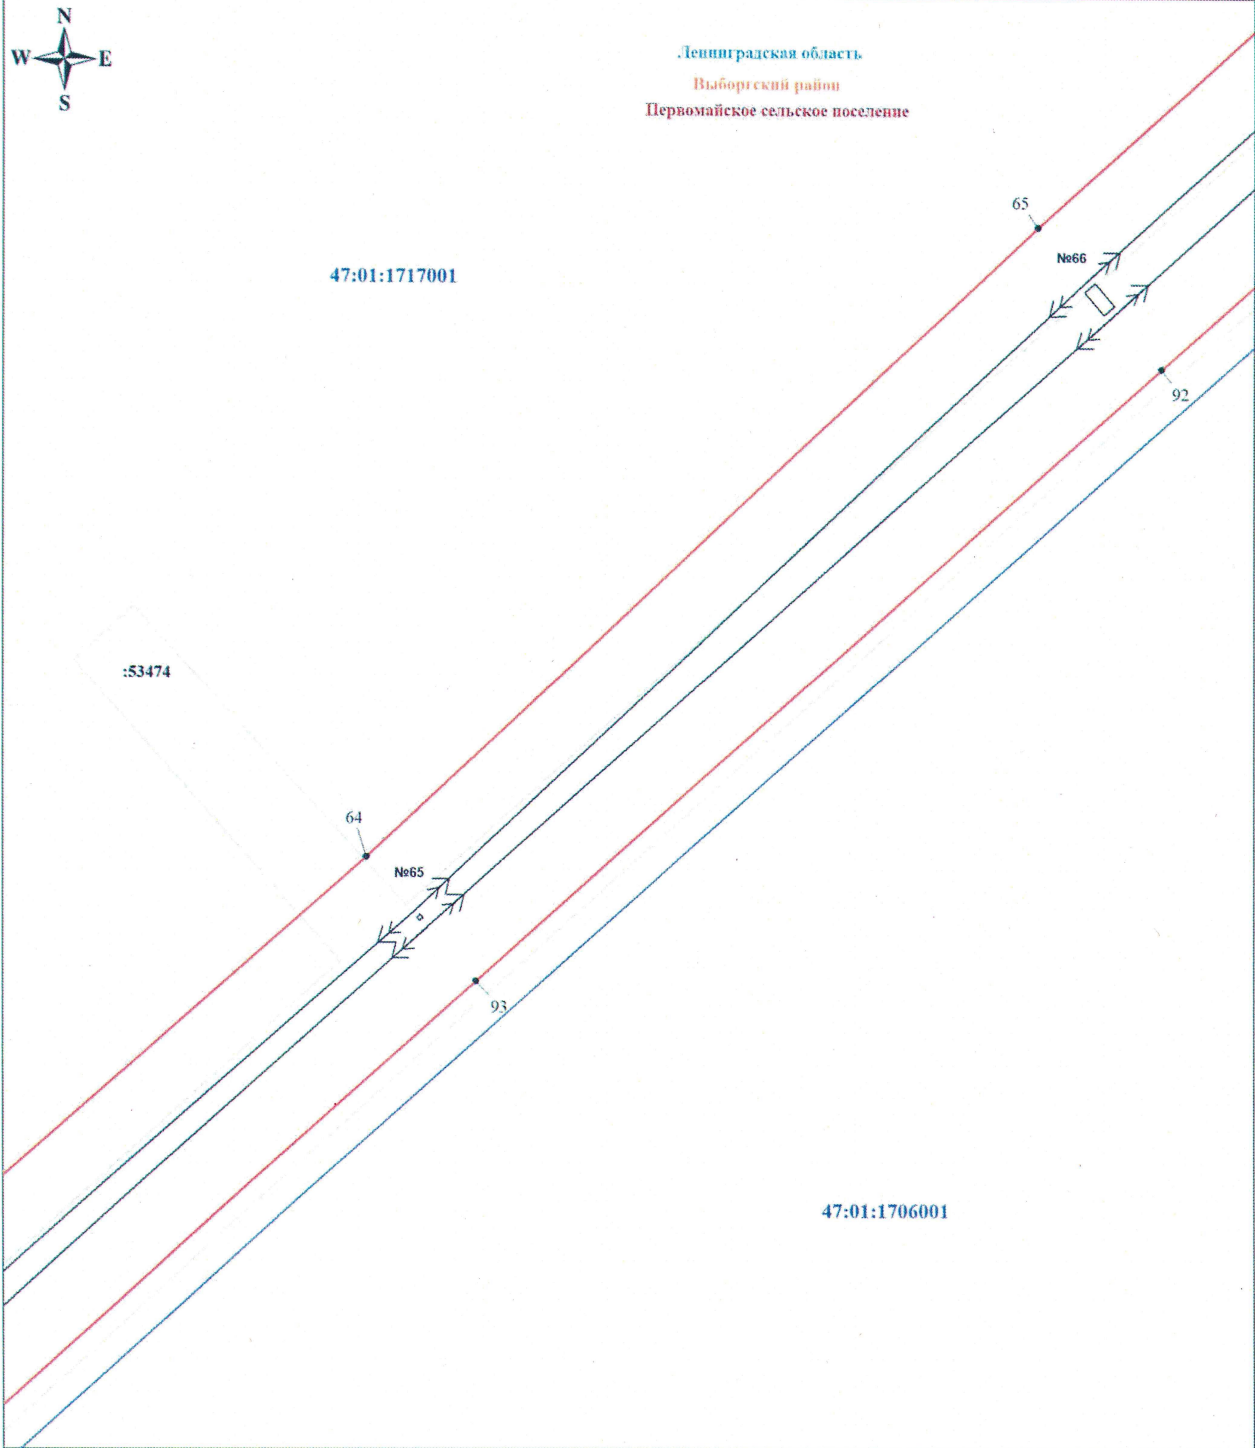 N
W E
S
Ленинградская область
Выборгский район
Первомайское сельское поселение
65
№66
47:01:1717001
92
:53474
64
№65
93
47:01:1706001